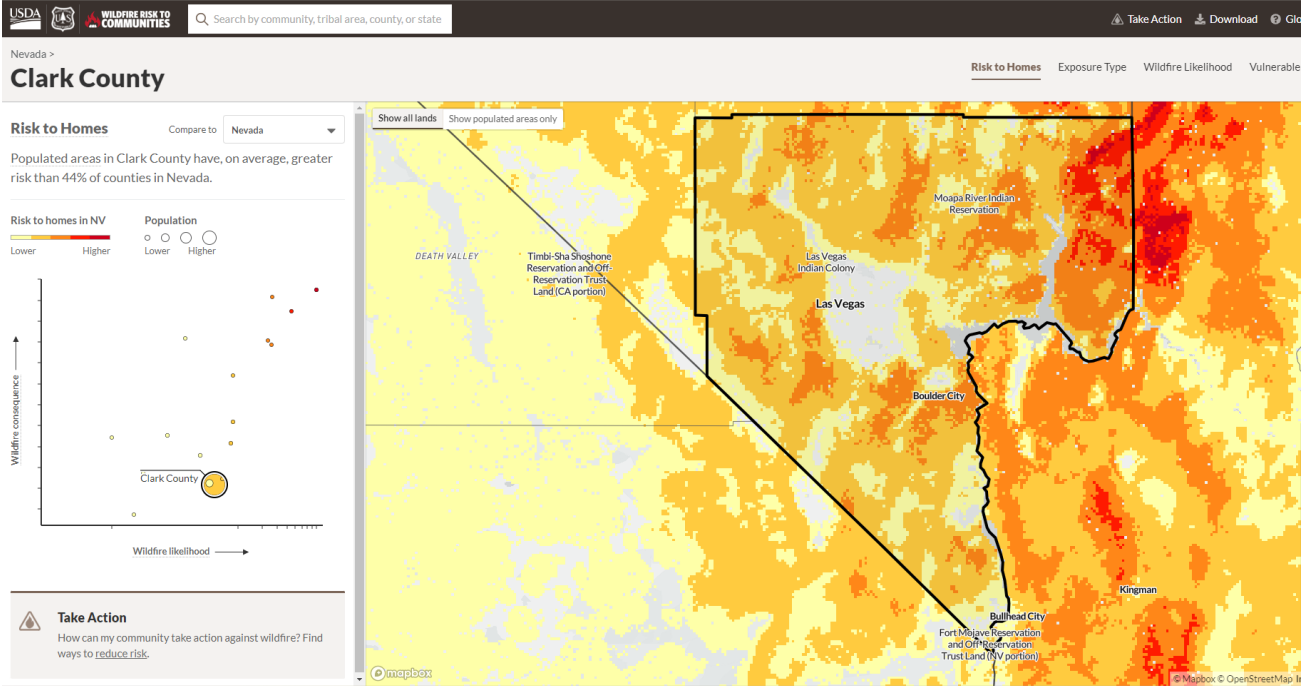 USDA
UAS
WILDFIRE RISK TO
COMMUNITIES
Search by community, tribal area, county, or state
Take Action
Download
Glo
Nevada >
Clark County
Risk to Homes
Exposure Type
Wildfire Likelihood
Vulnerable
Risk to Homes
Compare to
Nevada
Populated areas in Clark County have, on average, greater
risk than 44% of counties in Nevada.
Risk to homes in NV
Population
Lower
Higher
Lower
Higher
Wildfire consequence
Clark County
Wildfire likelihood
Take Action
How can my community take action against wildfire? Find
ways to reduce risk.
Show all lands
Show populated areas only
DEATH VALLEY
Timbi-Sha Shoshone
Reservation and Off-
Reservation Trust
Land (CA portion)
Moapa River Indian
Reservation
Las Vegas
Indian Colony
Las Vegas
Boulder City
Kingman
Bullhead City
Fort Mojave Reservation
and Off-Reservation
Trust Land (NV portion)
mapbox
© Mapbox © OpenStreetMap